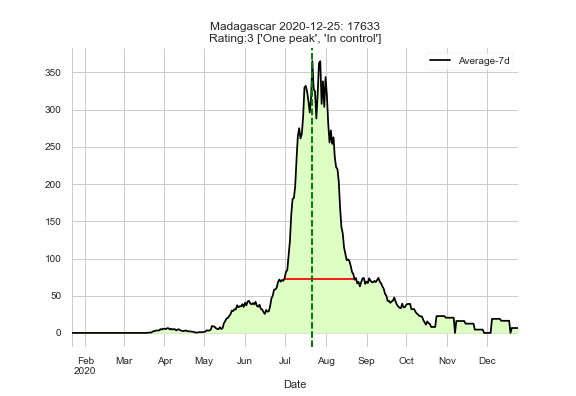 Madagascar 2020-12-25: 17633
Rating:3 ['One peak', 'In control']
Average-7d
350
300
250
200
150
100
50
0
Feb Mar Apr May Jun Jul Aug Sep Oct Nov Dec
2020
Date